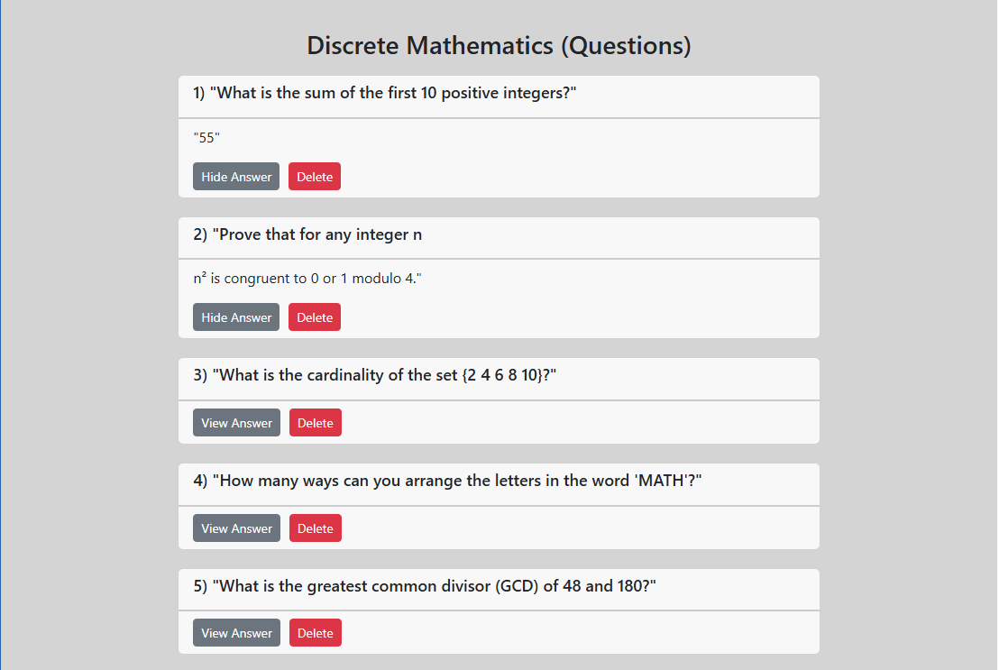 Discrete Mathematics (Questions)
1) "What is the sum of the first 10 positive integers?"
"55"
Hide Answer Delete
2) "Prove that for any integer n
n² is congruent to 0 or 1 modulo 4."
Hide Answer Delete
3) "What is the cardinality of the set {2 4 6 8 10}?"
View Answer Delete
4) "How many ways can you arrange the letters in the word 'MATH'?"
View Answer Delete
5) "What is the greatest common divisor (GCD) of 48 and 180?"
View Answer Delete